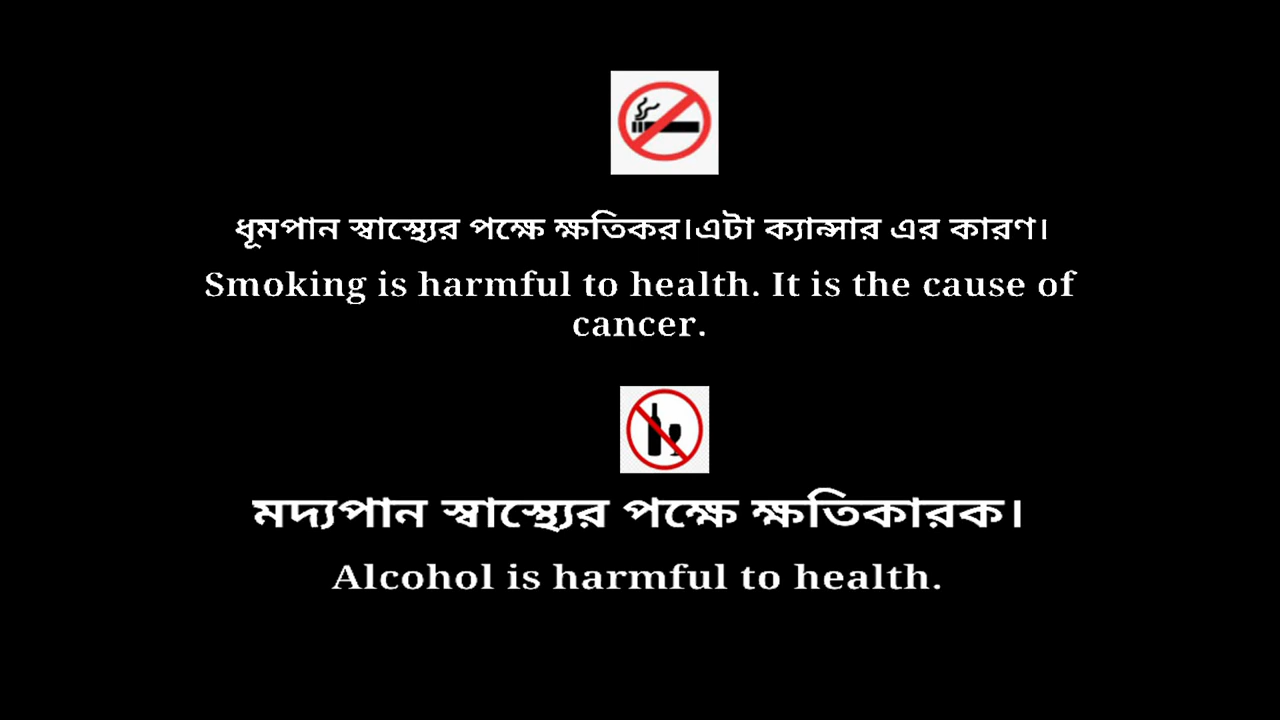 ধূমপান স্বাস্থ্যের পক্ষে ক্ষতিকর।এটা ক্যান্সার এর কারণ।
Smoking is harmful to health. It is the cause of
cancer.
মদ্যপান স্বাস্থ্যের পক্ষে ক্ষতিকারক।
Alcohol is harmful to health.